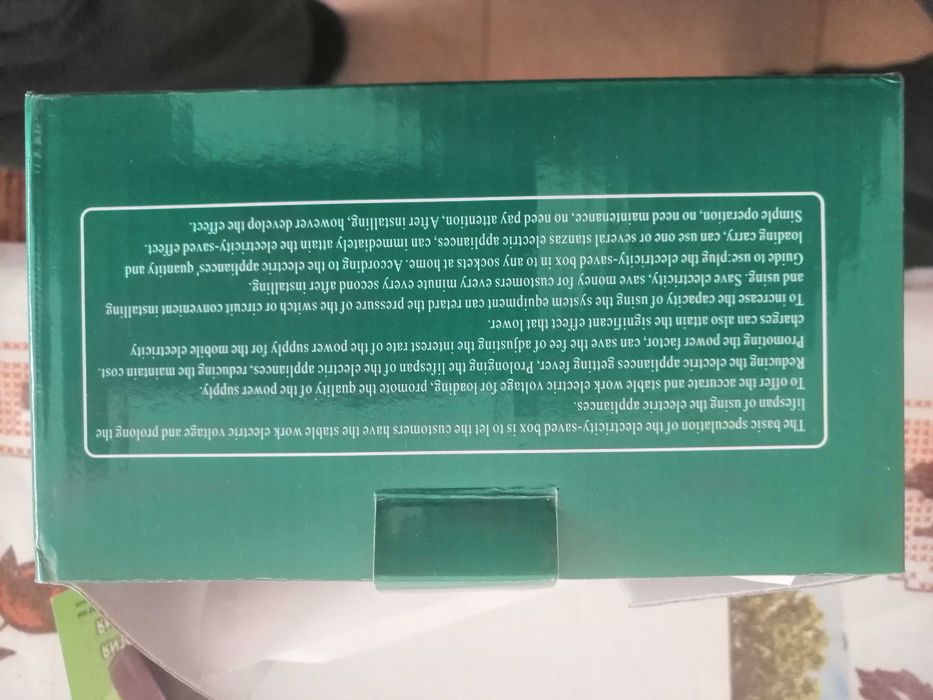 The basic speculation of the electricity-saved box is to let the customers have the stable work electric voltage and prolong the
lifespan of using the electric appliances.
To offer the accurate and stable work electric voltage for loading, promote the quality of the power supply.
Reducing the electric appliances getting fever, Prolonging the lifespan of the electric appliances, reducing the maintain cost.
Promoting the power factor, can save the fee of adjusting the interest rate of the power supply for the mobile electricity
charges can also attain the significant effect that lower.
To increase the capacity of using the system equipment can retard the pressure of the switch or circuit convenient installing
and using. Save electricity, save money for customers every minute every second after installing.
Guide to use:plug the electricity-saved box in to any sockets at home. According to the electric appliances' quantity and
loading carry, can use one or several stanzas electric appliances, can immediately attain the electricity-saved effect.
Simple operation, no need maintenance, no need pay attention, After installing, however develop the effect.